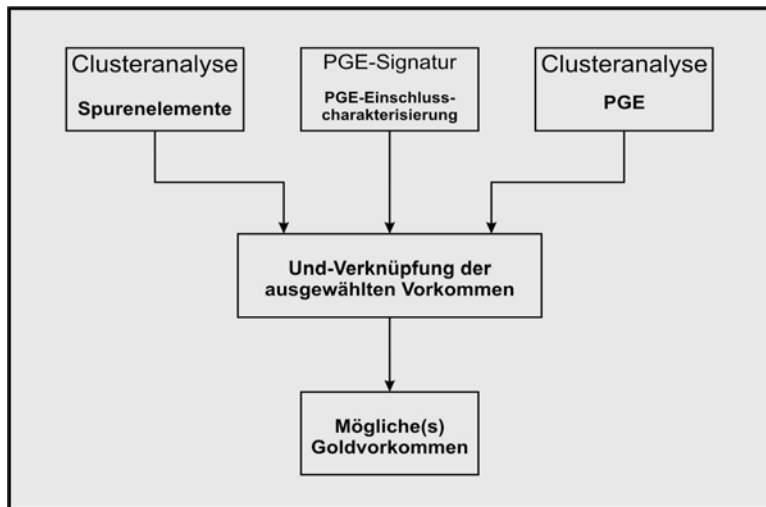 Clusteranalyse
Spurenelemente
PGE-Signatur
PGE-Einschluss-
charakterisierung
Clusteranalyse
PGE
Und-Verknüpfung der
ausgewählten Vorkommen
Mögliche(s)
Goldvorkommen